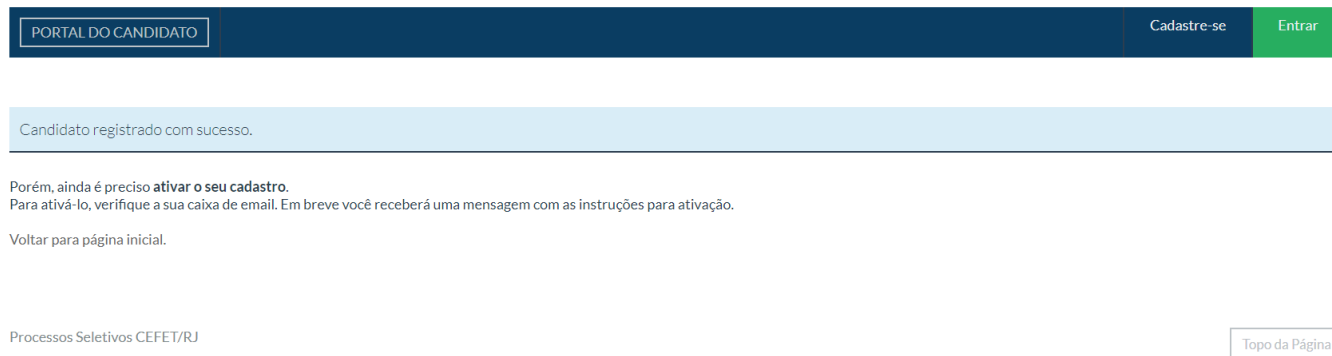 PORTAL DO CANDIDATO
Cadastre-se
Entrar
Candidato registrado com sucesso.
Porém, ainda é preciso ativar o seu cadastro.
Para ativá-lo, verifique a sua caixa de email. Em breve você receberá uma mensagem com as instruções para ativação.
Voltar para página inicial.
Processos Seletivos CEFET/RJ
Topo da Página